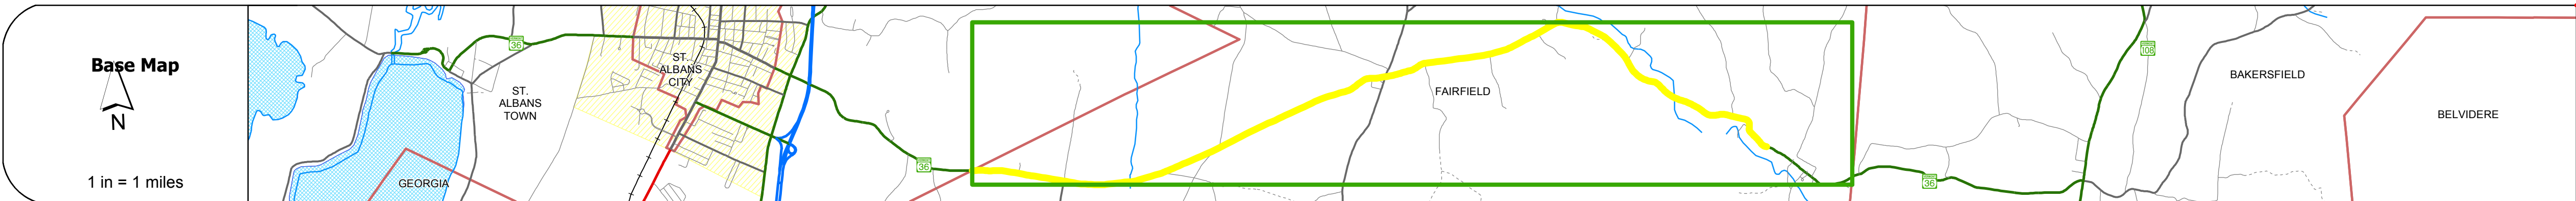 Base Map
N
1 in = 1 miles
36
ST.
ALBANS
TOWN
GEORGIA
ST.
ALBANS
CITY
36
FAIRFIELD
36
108
BAKERSFIELD
BELVIDERE